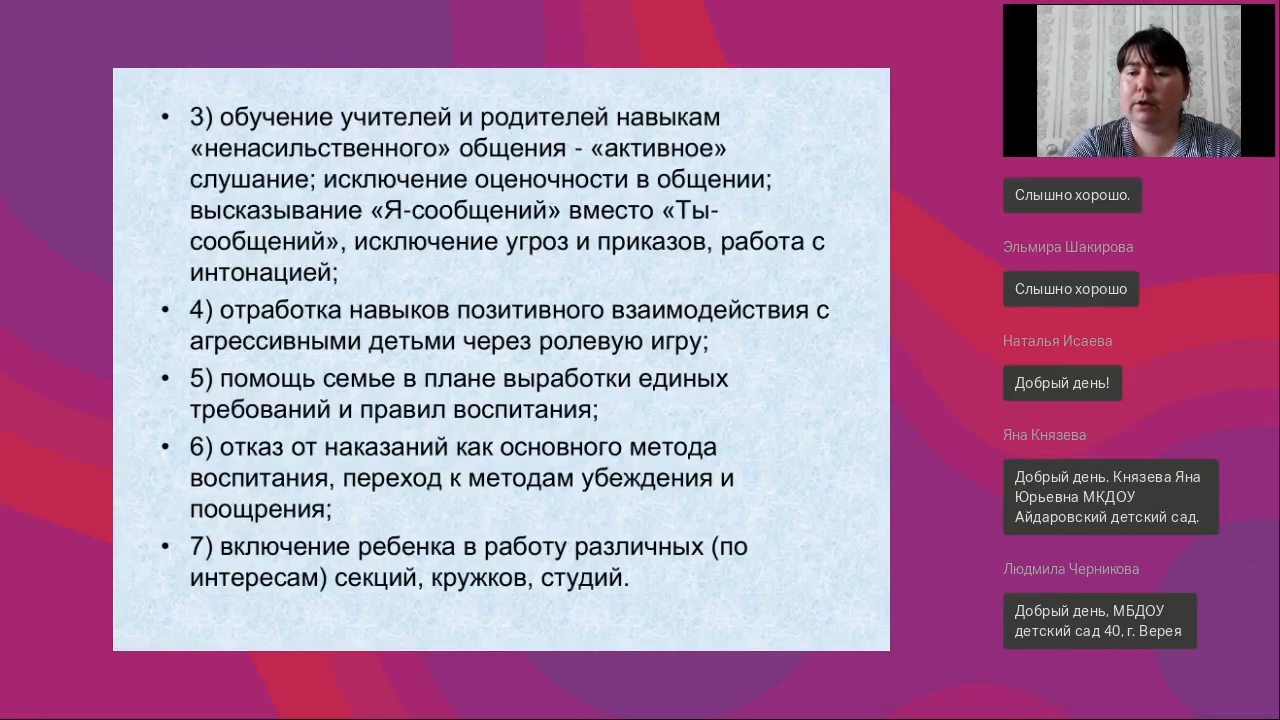 • 3) обучение учителей и родителей навыкам
«ненасильственного» общения - «активное»
слушание; исключение оценочности в общении;
высказывание «Я-сообщений» вместо «Ты-
сообщений», исключение угроз и приказов, работа с
интонацией;
• 4) отработка навыков позитивного взаимодействия с
агрессивными детьми через ролевую игру;
• 5) помощь семье в плане выработки единых
требований и правил воспитания;
• 6) отказ от наказаний как основного метода
воспитания, переход к методам убеждения и
поощрения;
• 7) включение ребенка в работу различных (по
интересам) секций, кружков, студий.
Слышно хорошо.
Эльмира Шакирова
Слышно хорошо
Наталья Исаева
Добрый день!
Яна Князева
Добрый день. Князева Яна
Юрьевна МКДОУ
Айдаровский детский сад.
Людмила Черникова
Добрый день, МБДОУ
детский сад 40, г. Верея